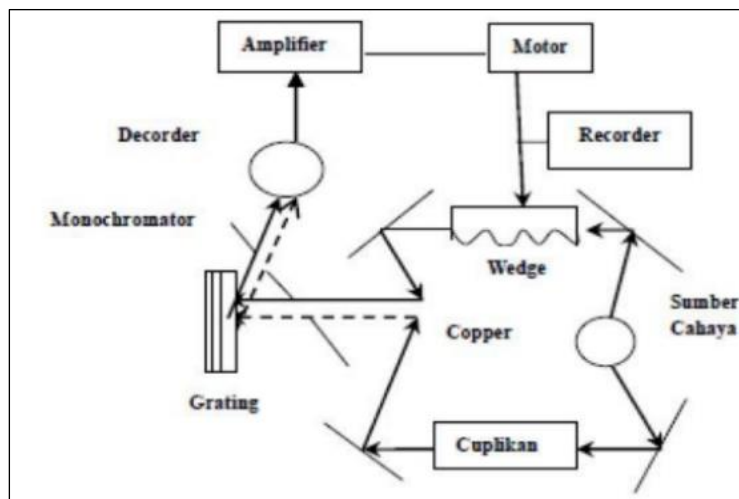 Amplifier
Motor
Decorder
Recorder
Monochromator
Wedge
Sumber
Cahaya
Copper
Grating
Cuplikan